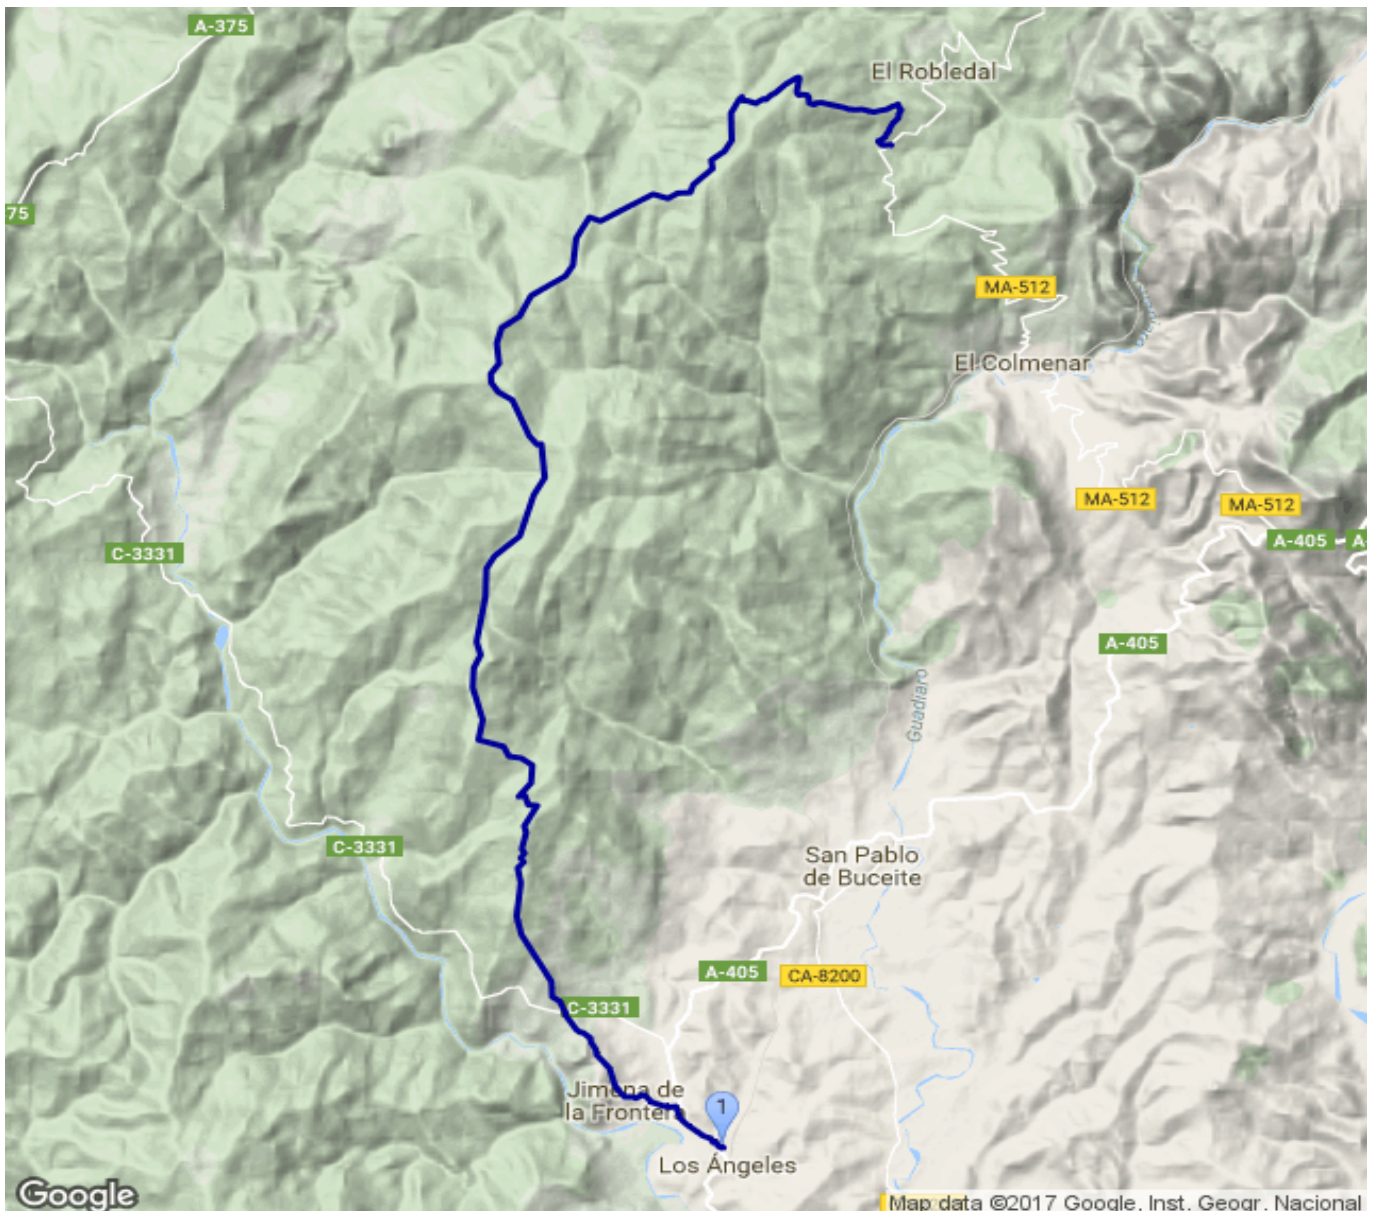 A-375
El Robledal
75
MA-512
El Colmenar
MA-512
MA-512
A-405
A-
C-3331
A-405
Guadiaro
C-3331
San Pablo
de Buceite
A-405
CA-8200
C-3331
Jimena de
la Frontera
1
Los Ángeles
Google
Map data ©2017 Google, Inst. Geogr. Nacional